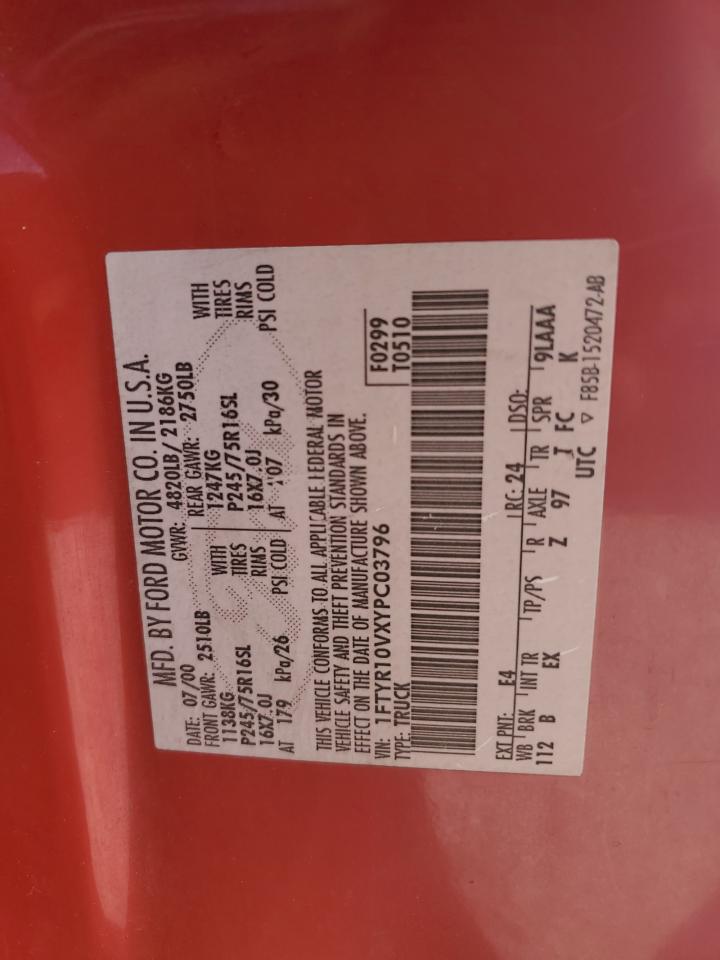 MFD. BY FORD MOTOR CO. IN U.S.A.
DATE: 07/00 GVWR: 4820LB/ 2186KG
FRONT GAWR: 2510LB REAR GAWR: 2750LB
1138KG WITH 1247KG WITH
P245/75R16SL TIRES P245/75R16SL TIRES
16X7.0J RIMS 16X7.0J RIMS
AT 179 kPa/26 PSI COLD AT 207 kPa/30 PSI COLD
THIS VEHICLE CONFORMS TO ALL APPLICABLE FEDERAL MOTOR
VEHICLE SAFETY AND THEFT PREVENTION STANDARDS IN
EFFECT ON THE DATE OF MANUFACTURE SHOWN ABOVE.
VIN: 1FTYR10VXYPC03796 F0299
TYPE: TRUCK T0510
EXT PNT: E4 RC: 24 DSO:
WB BRK INT TR TP/PS R AXLE TR SPR 9LAAA
112 B EX Z 97 T FC K
UTC ▽ F85B-1520472-AB